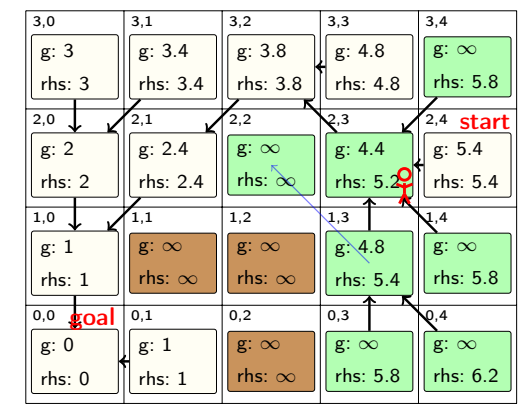 3,0 3,1 3,2 3,3 3,4
g: 3 g: 3.4 g: 3.8 g: 4.8 g: ∞
rhs: 3 rhs: 3.4 rhs: 3.8 rhs: 4.8 rhs: 5.8
2,0 2,1 2,2 2,3 2,4 start
g: 2 g: 2.4 g: ∞ g: 4.4 g: 5.4
rhs: 2 rhs: 2.4 rhs: ∞ rhs: 5.2 rhs: 5.4
1,0 1,1 1,2 1,3 1,4
g: 1 g: ∞ g: ∞ g: 4.8 g: ∞
rhs: 1 rhs: ∞ rhs: ∞ rhs: 5.4 rhs: 5.8
0,0 goal 0,1 0,2 0,3 0,4
g: 0 g: 1 g: ∞ g: ∞ g: ∞
rhs: 0 rhs: 1 rhs: ∞ rhs: 5.8 rhs: 6.2